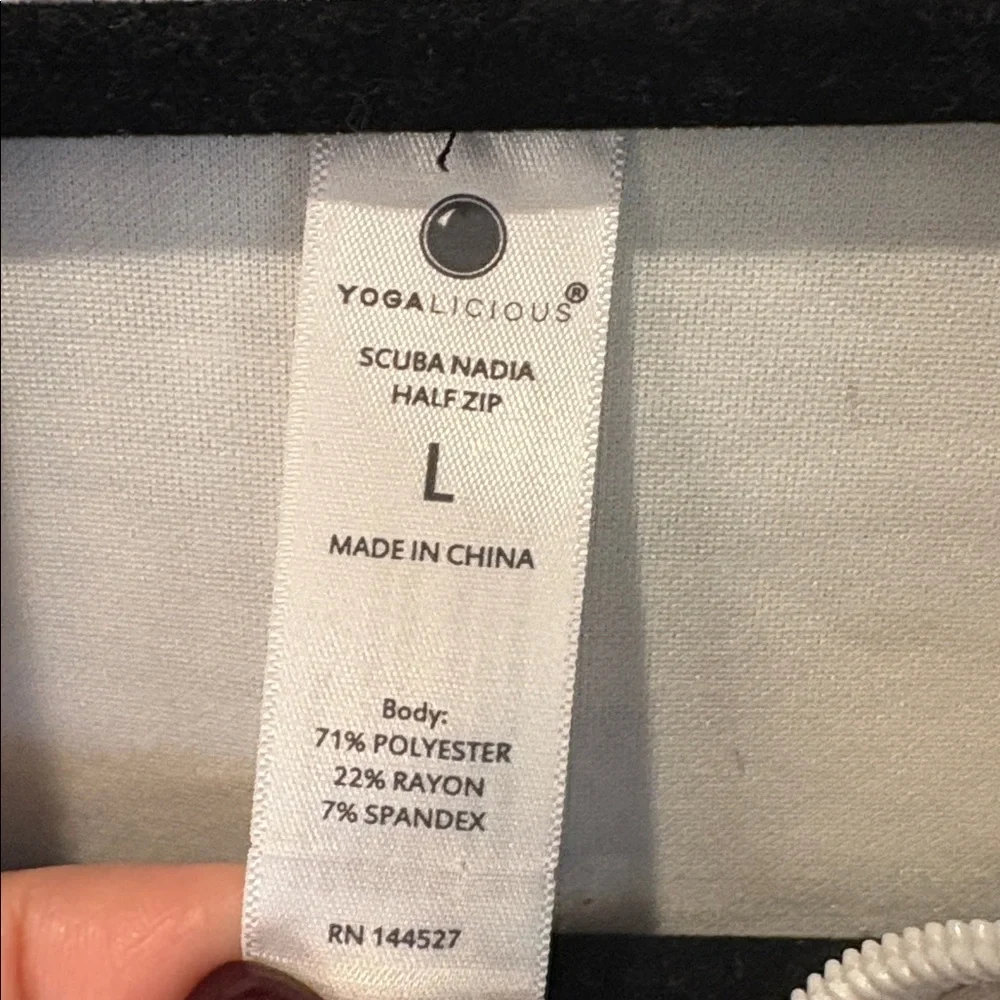 YOGALICIOUS®
SCUBA NADIA
HALF ZIP
L
MADE IN CHINA
Body:
71% POLYESTER
22% RAYON
7% SPANDEX
RN 144527